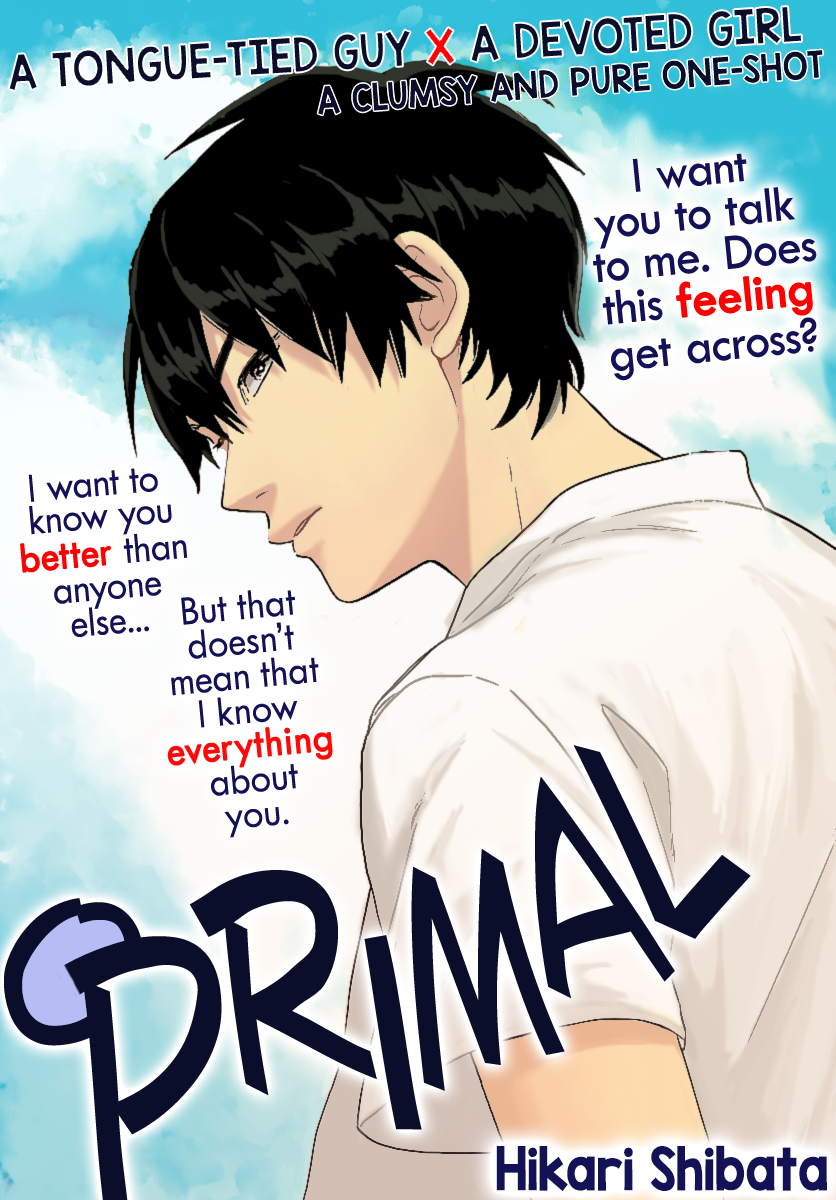 A TONGUE-TIED GUY X A DEVOTED GIRL
A CLUMSY AND PURE ONE-SHOT
I want
you to talk
to me. Does
this feeling
get across?
I want to
know you
better than
anyone
else...
But that
doesn't
mean that
I know
everything
about
you.
PRIMAL
Hikari Shibata